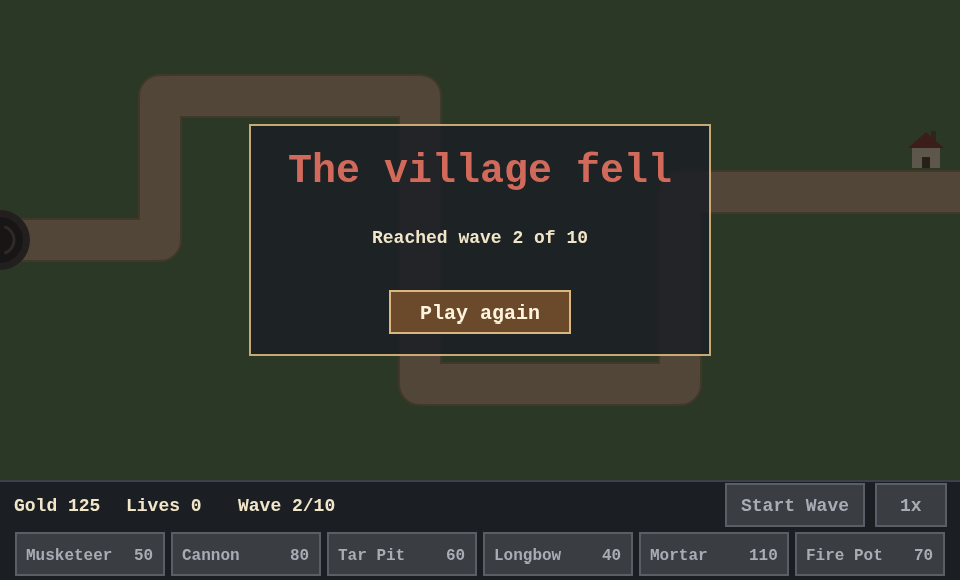 The village fell
Reached wave 2 of 10
Play again
Gold 125 Lives 0 Wave 2/10 Start Wave 1x
Musketeer 50 Cannon 80 Tar Pit 60 Longbow 40 Mortar 110 Fire Pot 70